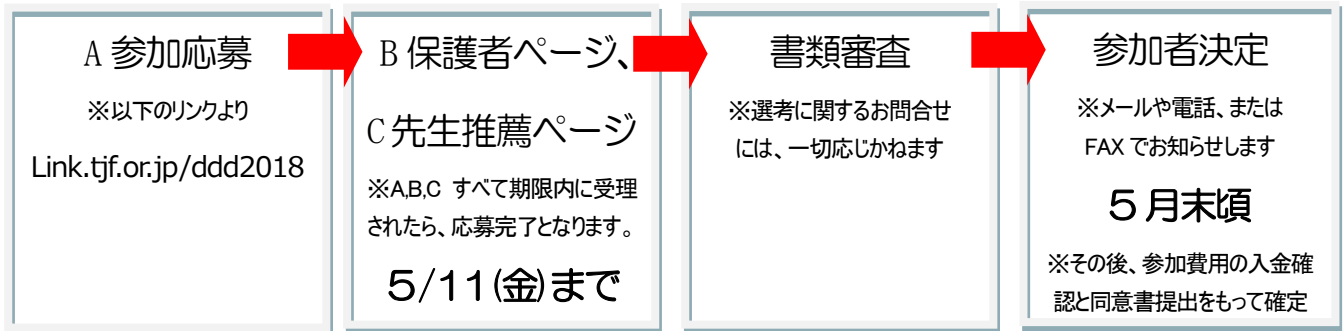 A 参加応募
※以下のリンクより
Link.tjf.or.jp/ddd2018
B 保護者ページ、
C 先生推薦ページ
※A,B,C すべて期限内に受理
されたら、応募完了となります。
5/11(金)まで
書類審査
※選考に関するお問合せ
には、一切応じかねます
参加者決定
※メールや電話、または
FAX でお知らせします
５月末頃
※その後、参加費用の入金確
認と同意書提出をもって確定